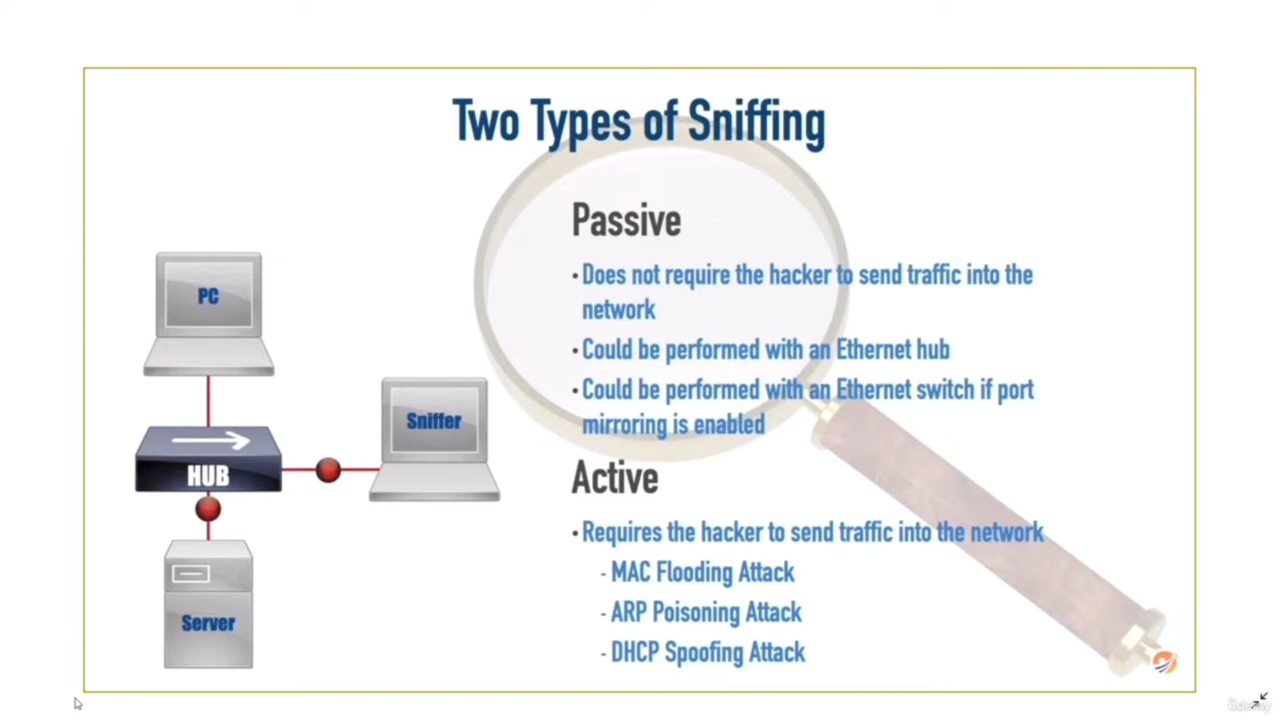 Two Types of Sniffing
Passive
•Does not require the hacker to send traffic into the
network
•Could be performed with an Ethernet hub
•Could be performed with an Ethernet switch if port
mirroring is enabled
Active
•Requires the hacker to send traffic into the network
- MAC Flooding Attack
- ARP Poisoning Attack
- DHCP Spoofing Attack
PC
Sniffer
HUB
Server